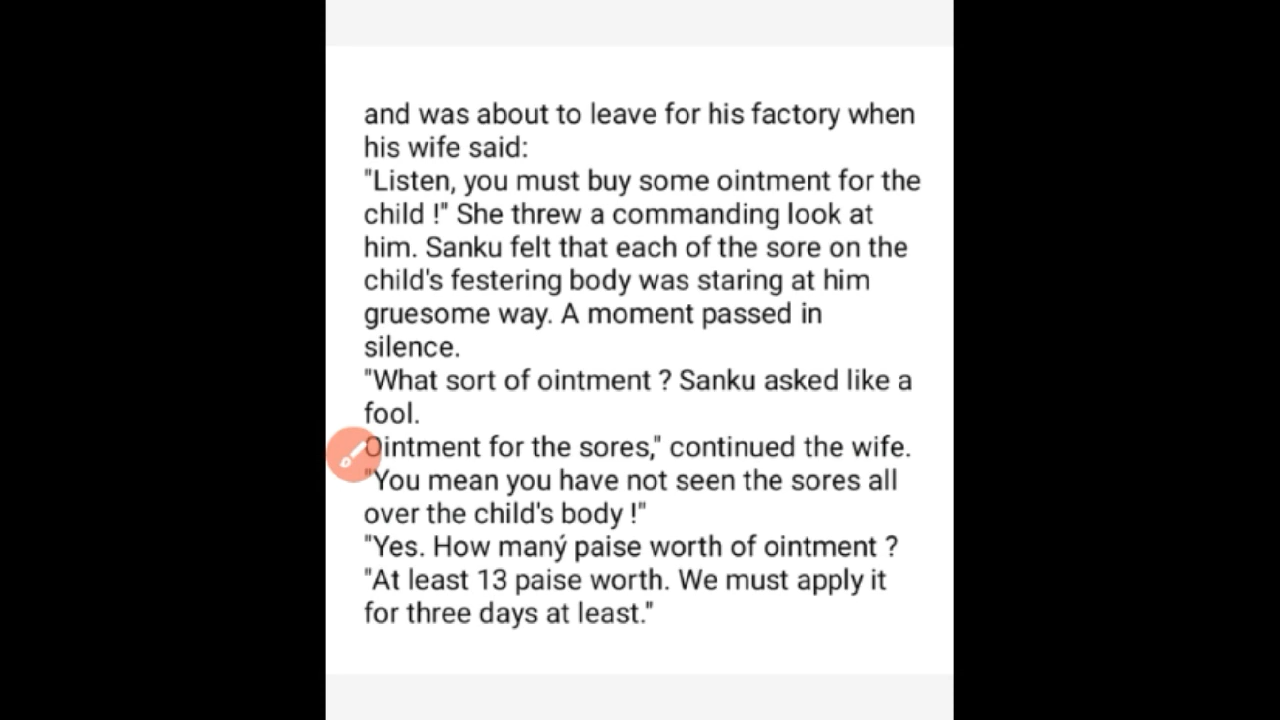 and was about to leave for his factory when
his wife said:
"Listen, you must buy some ointment for the
child !" She threw a commanding look at
him. Sanku felt that each of the sore on the
child's festering body was staring at him
gruesome way. A moment passed in
silence.
"What sort of ointment ? Sanku asked like a
fool.
Ointment for the sores," continued the wife.
"You mean you have not seen the sores all
over the child's body !"
"Yes. How maný paise worth of ointment ?
"At least 13 paise worth. We must apply it
for three days at least."